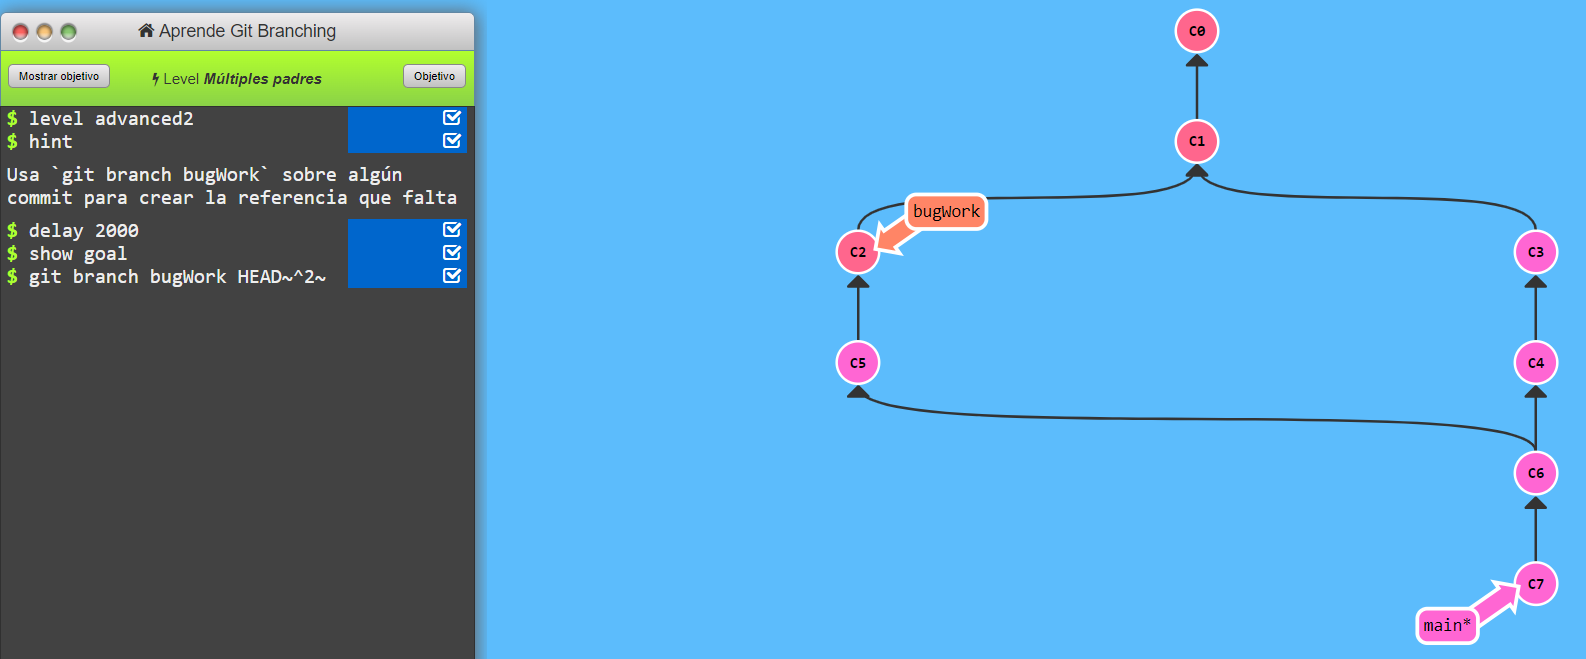 Aprende Git Branching
Mostrar objetivo
Level Múltiples padres
Objetivo
$ level advanced2
$ hint
Usa `git branch bugWork` sobre algún
commit para crear la referencia que falta
$ delay 2000
$ show goal
$ git branch bugWork HEAD~^2~
C0
C1
bugWork
C2
C3
C5
C4
C6
C7
main*